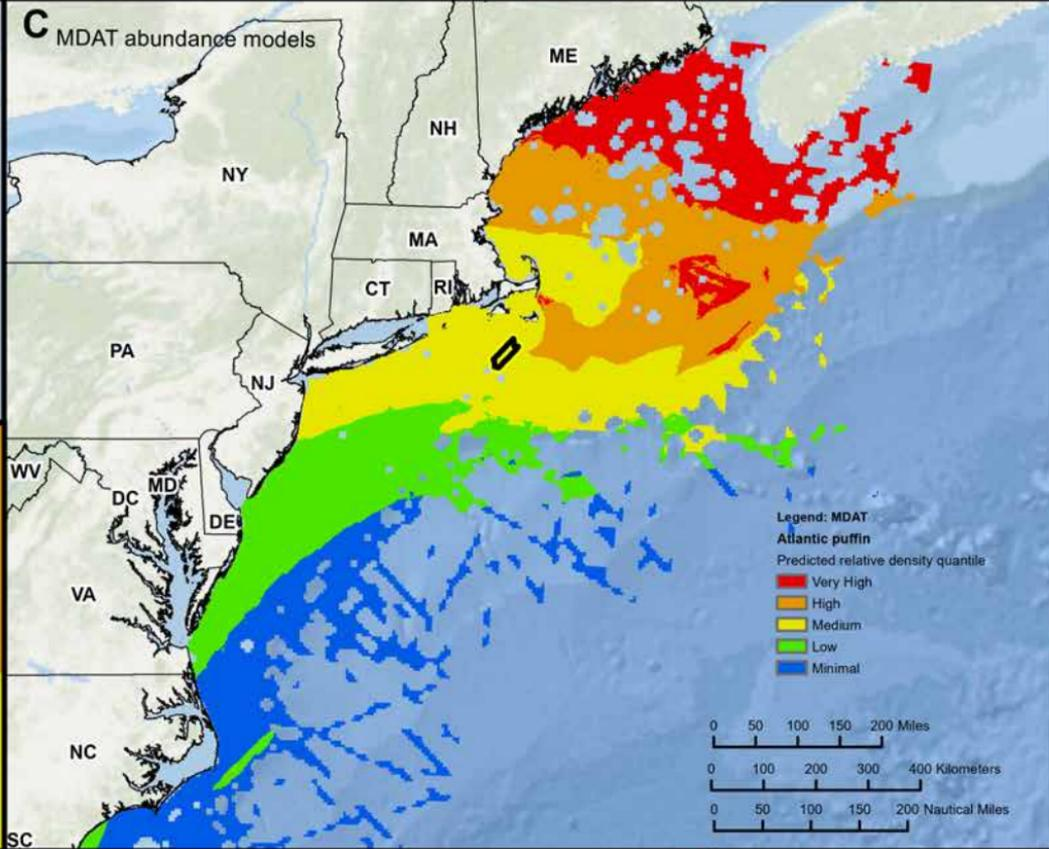 C MDAT abundance models
ME
NH
NY
MA
CT
RI
PA
NJ
WV
MD
DC
DE
VA
NC
SC
Legend: MDAT
Atlantic puffin
Predicted relative density quantile
Very High
High
Medium
Low
Minimal
0 50 100 150 200 Miles
0 100 200 300 400 Kilometers
0 50 100 150 200 Nautical Miles